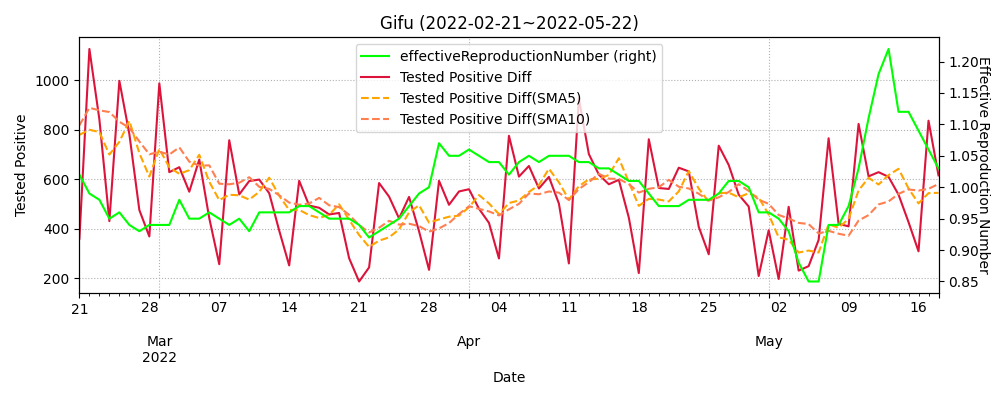 Gifu (2022-02-21~2022-05-22)
effectiveReproductionNumber (right)
Tested Positive Diff
Tested Positive Diff(SMA5)
Tested Positive Diff(SMA10)
Tested Positive
1000
800
600
400
200
Effective Reproduction Number
1.20
1.15
1.10
1.05
1.00
0.95
0.90
0.85
21 28 07 14 21 28 04 11 18 25 02 09 16
Mar Apr May
2022
Date